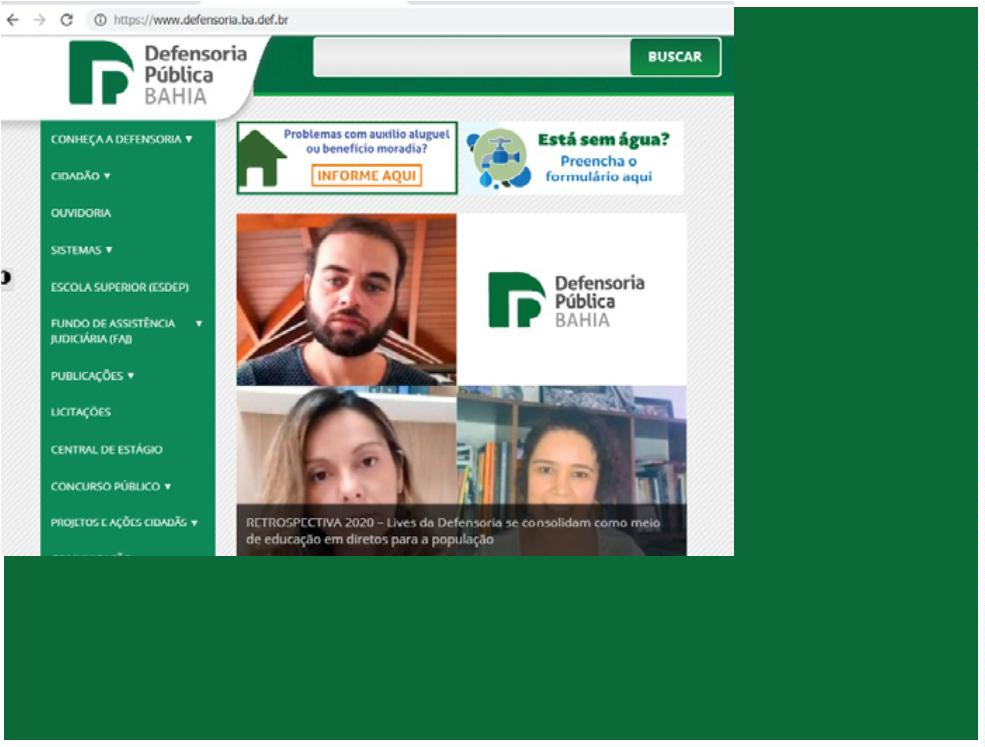 https://www.defensoria.ba.def.br
Defensoria
Pública
BAHIA
BUSCAR
CONHEÇA A DEFENSORIA ▼
CIDADÃO ▼
OUVIDORIA
SISTEMAS ▼
ESCOLA SUPERIOR (ESDEP)
FUNDO DE ASSISTÊNCIA ▼
JUDICIÁRIA (FAJ)
PUBLICAÇÕES ▼
LICITAÇÕES
CENTRAL DE ESTÁGIO
CONCURSO PÚBLICO ▼
PROJETOS E AÇÕES CIDADÃS ▼
Problemas com auxílio aluguel
ou benefício moradia?
INFORME AQUI
Está sem água?
Preencha o
formulário aqui
Defensoria
Pública
BAHIA
RETROSPECTIVA 2020 – Lives da Defensoria se consolidam como meio
de educação em diretos para a população